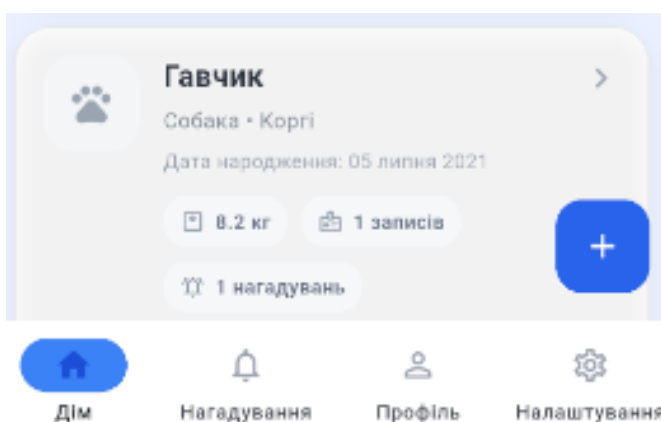 Гавчик
Собака • Коргі
Дата народження: 05 липня 2021
8.2 кг 1 записів
1 нагадувань
Дім Нагадування Профіль Налаштування